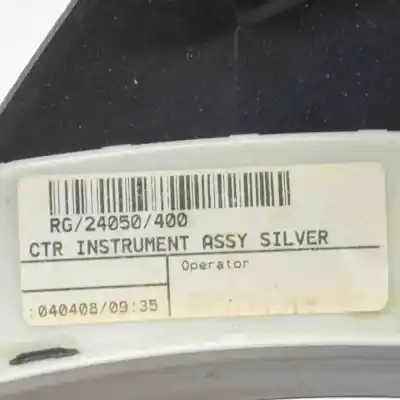 RG/24050/400
CTR INSTRUMENT ASSY SILVER
Operator
:040408/09:35